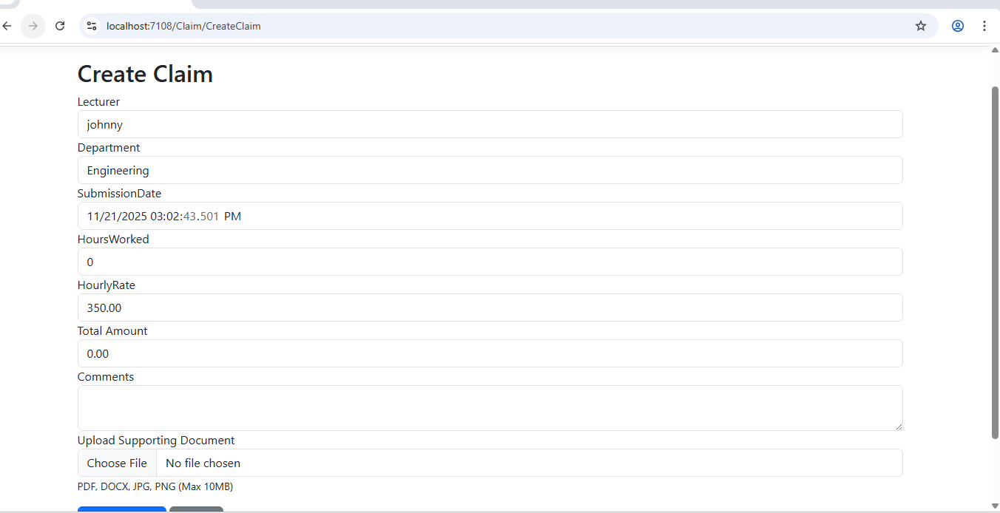 localhost:7108/Claim/CreateClaim
Create Claim
Lecturer
johnny
Department
Engineering
SubmissionDate
11/21/2025 03:02:43.501 PM
HoursWorked
0
HourlyRate
350.00
Total Amount
0.00
Comments
Upload Supporting Document
Choose File No file chosen
PDF, DOCX, JPG, PNG (Max 10MB)